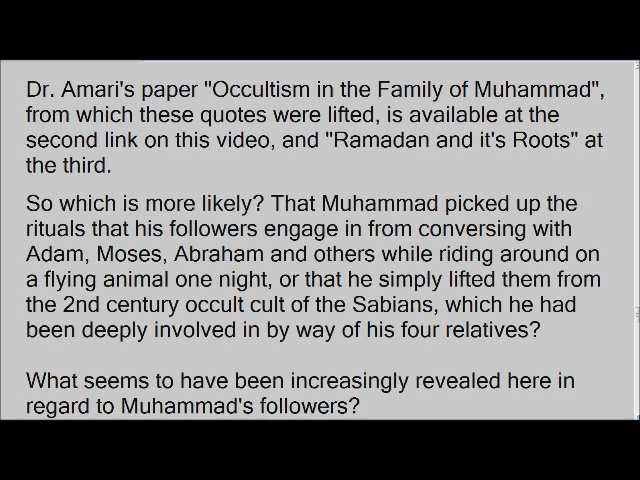 Dr. Amari's paper "Occultism in the Family of Muhammad",
from which these quotes were lifted, is available at the
second link on this video, and "Ramadan and it's Roots" at
the third.
So which is more likely? That Muhammad picked up the
rituals that his followers engage in from conversing with
Adam, Moses, Abraham and others while riding around on
a flying animal one night, or that he simply lifted them from
the 2nd century occult cult of the Sabians, which he had
been deeply involved in by way of his four relatives?
What seems to have been increasingly revealed here in
regard to Muhammad's followers?